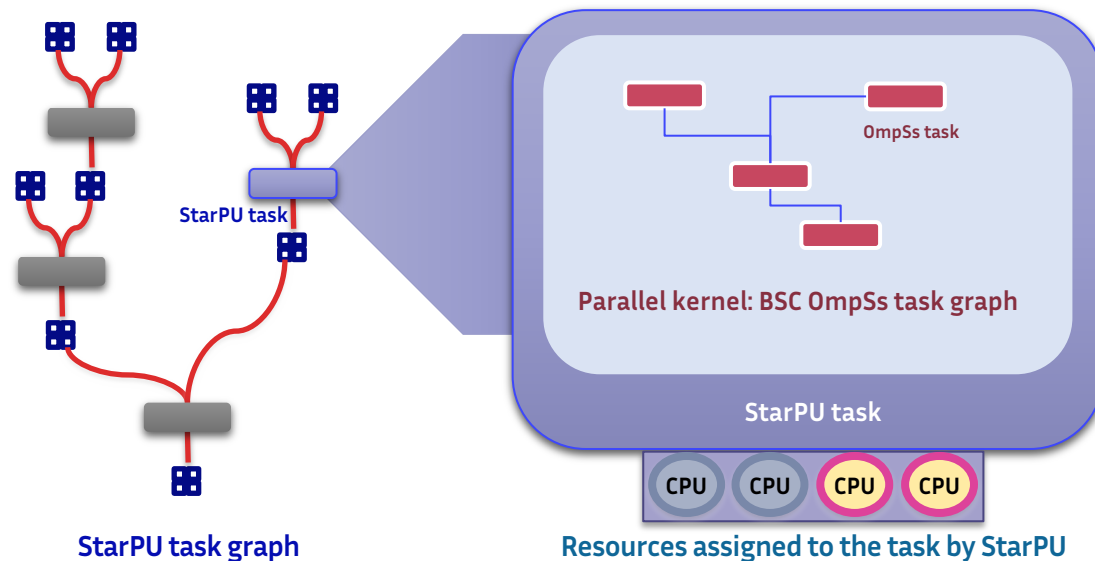 OmpSs task
StarPU task
Parallel kernel: BSC OmpSs task graph
StarPU task
CPU CPU CPU CPU
StarPU task graph
Resources assigned to the task by StarPU